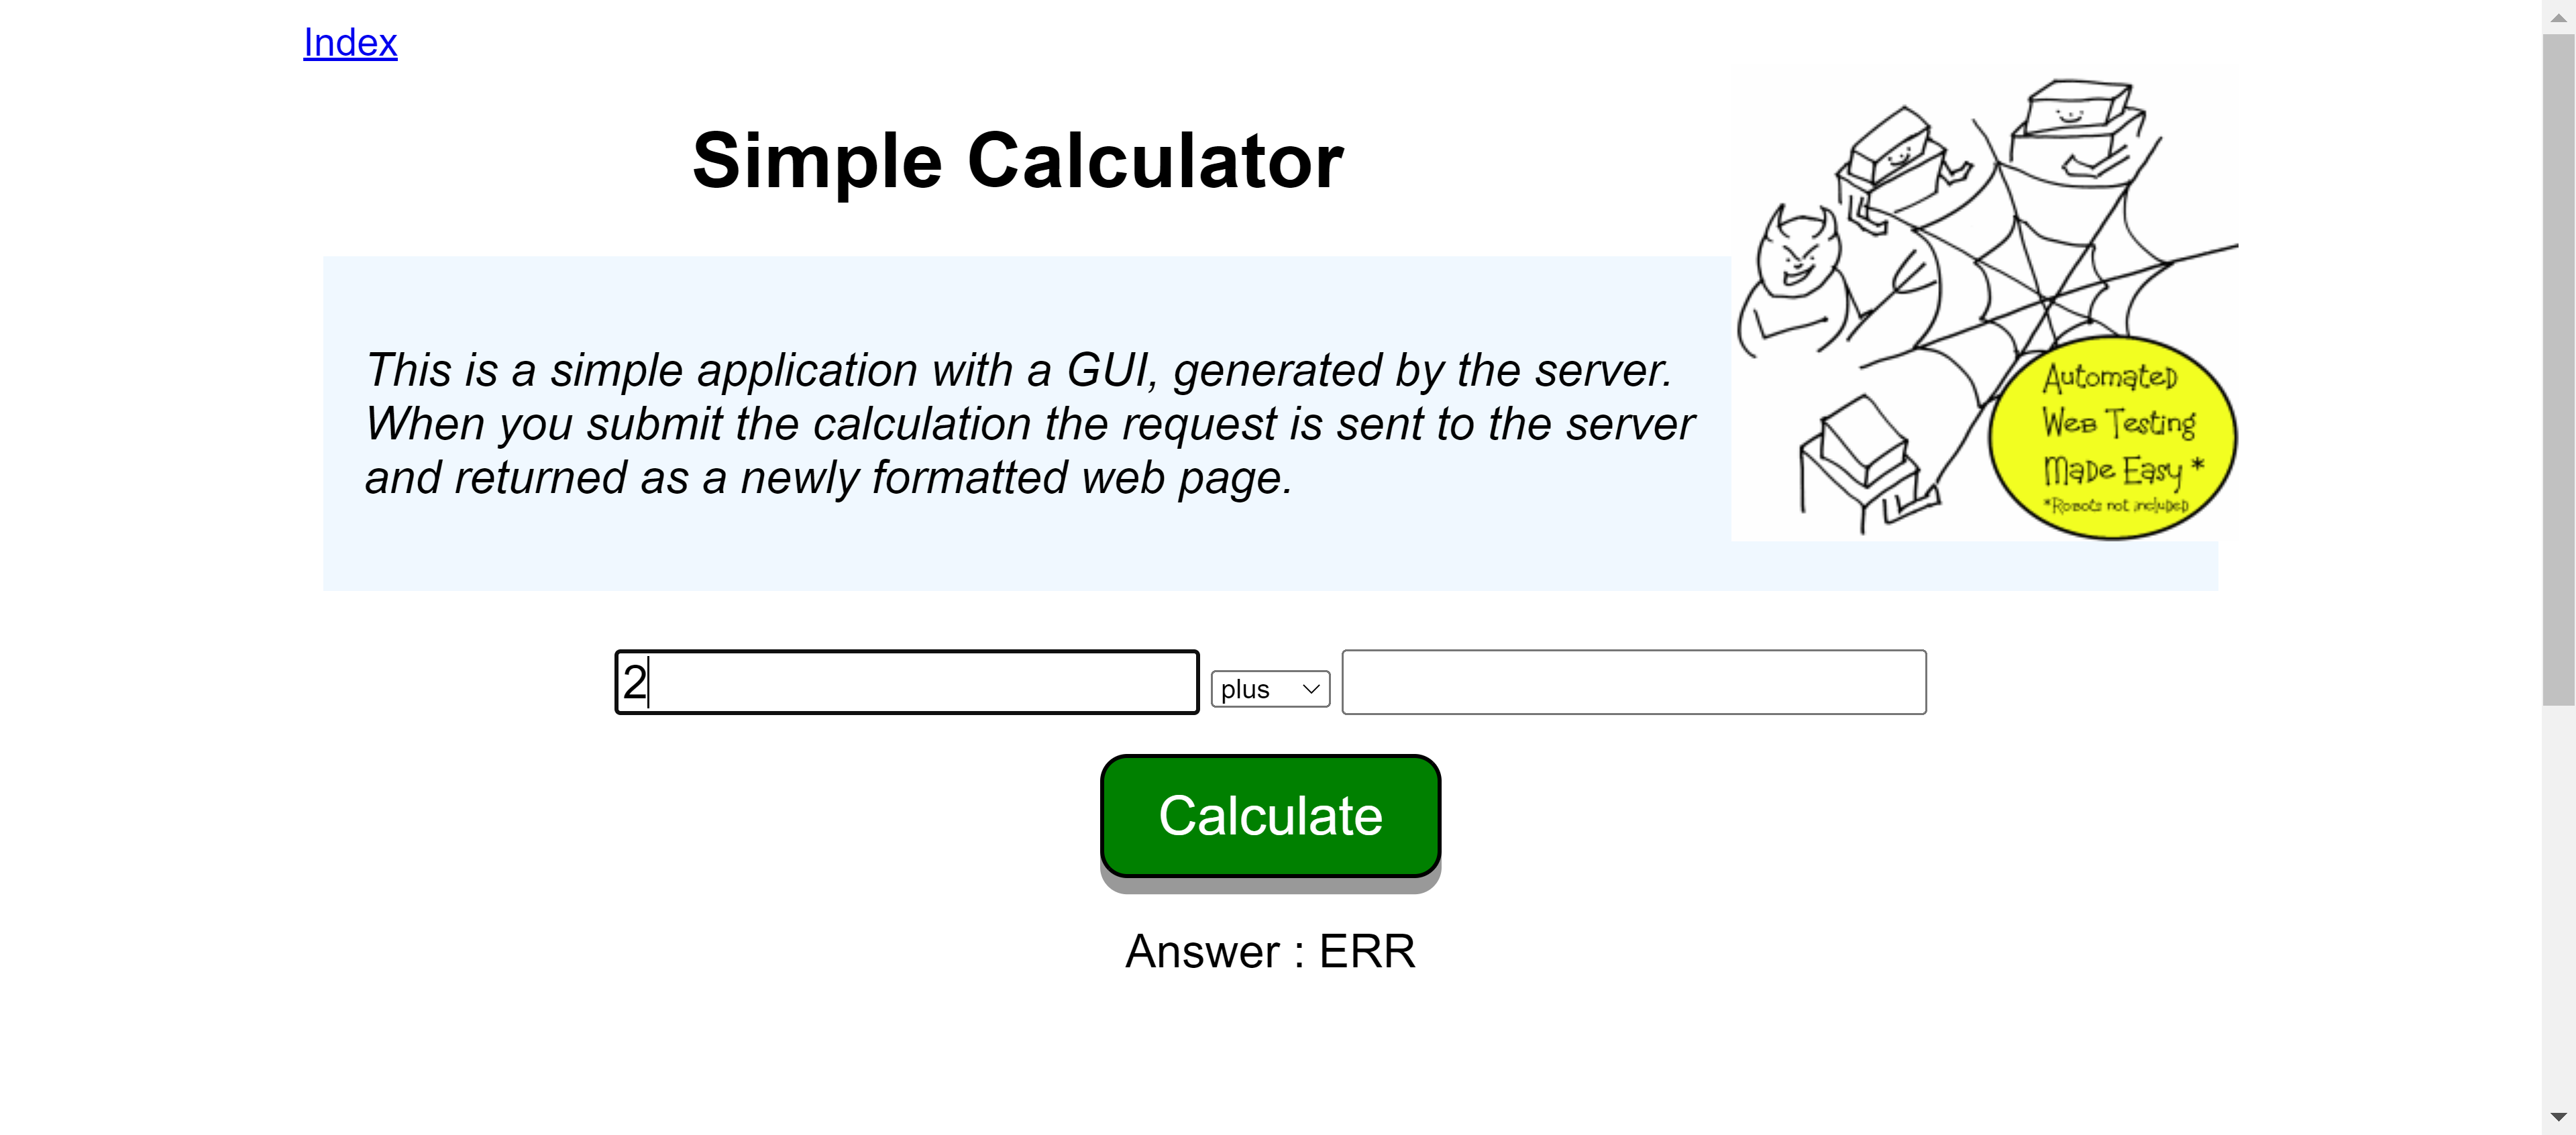 Index
Simple Calculator
This is a simple application with a GUI, generated by the server.
When you submit the calculation the request is sent to the server
and returned as a newly formatted web page.
Automated
Web Testing
Made Easy *
*Robots not included
2 plus
Calculate
Answer : ERR